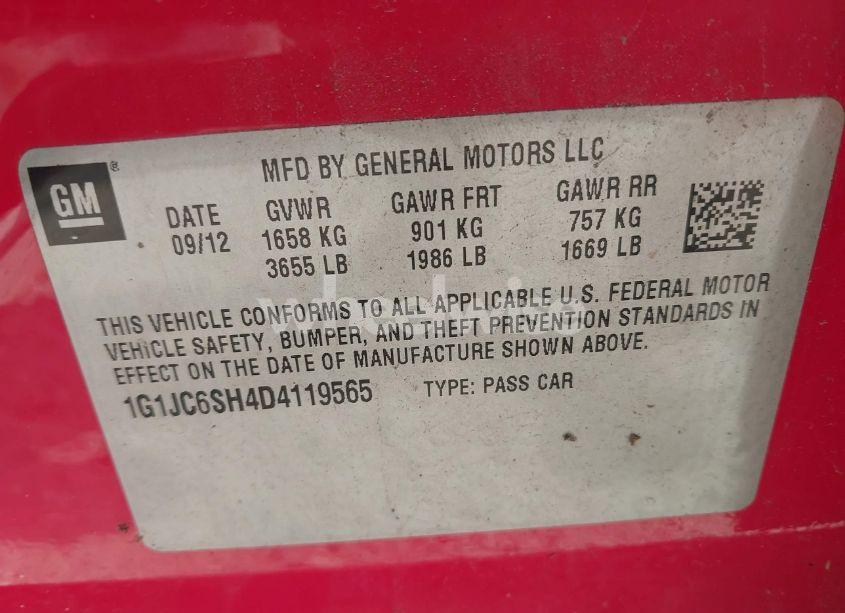 GM®
MFD BY GENERAL MOTORS LLC
DATE GVWR GAWR FRT GAWR RR
09/12 1658 KG 901 KG 757 KG
3655 LB 1986 LB 1669 LB
THIS VEHICLE CONFORMS TO ALL APPLICABLE U.S. FEDERAL MOTOR
VEHICLE SAFETY, BUMPER, AND THEFT PREVENTION STANDARDS IN
EFFECT ON THE DATE OF MANUFACTURE SHOWN ABOVE.
1G1JC6SH4D4119565 TYPE: PASS CAR